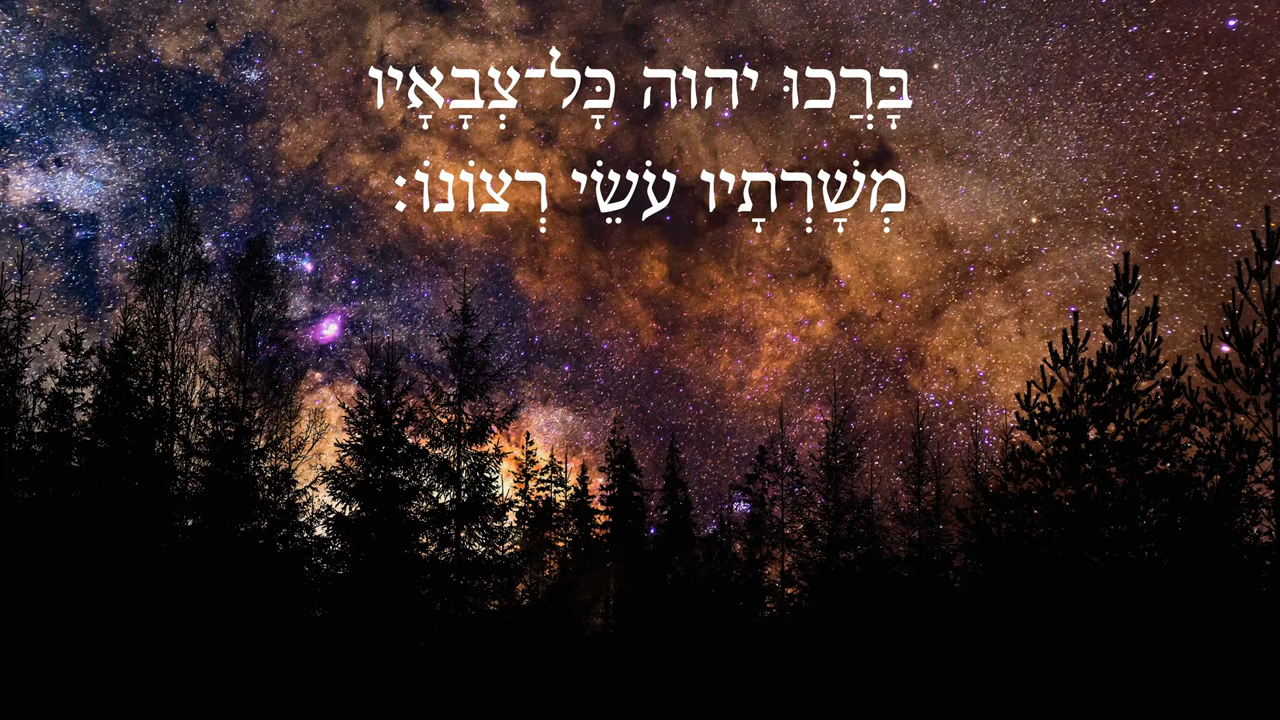 בָּרֲכוּ יהוה כָּל־צְבָאָיו
מְשָׁרְתָיו עֹשֵׂי רְצוֹנוֹ׃